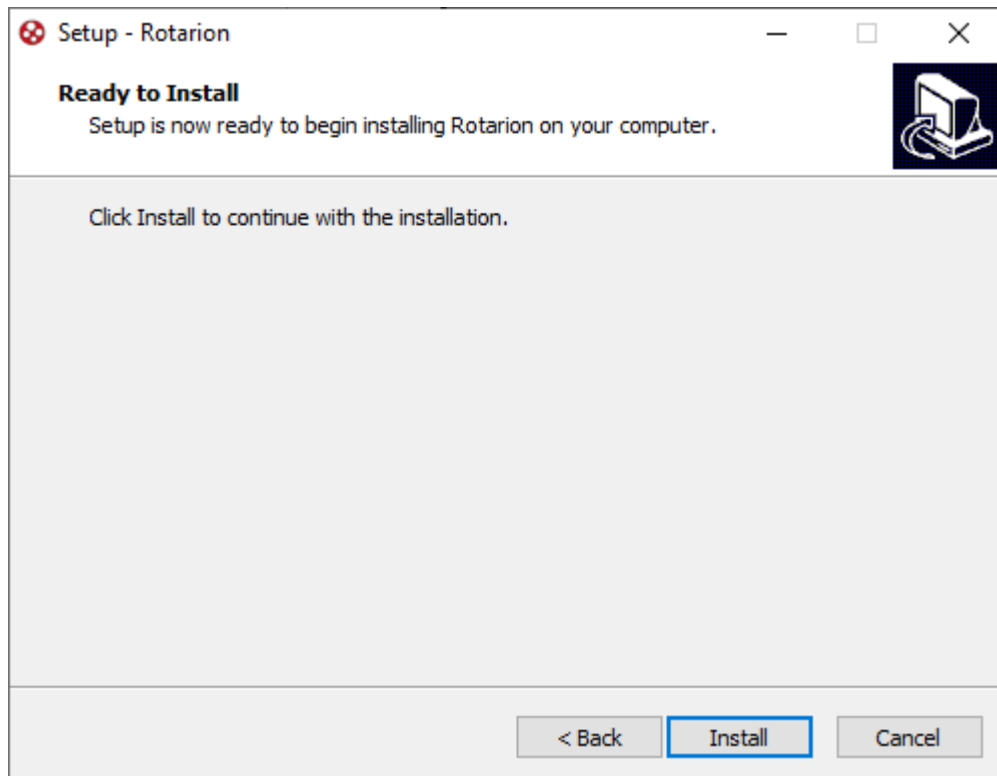 Setup - Rotarion
Ready to Install
Setup is now ready to begin installing Rotarion on your computer.
Click Install to continue with the installation.
< Back
Install
Cancel